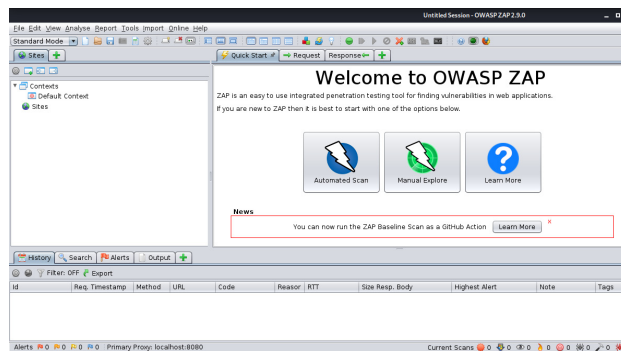 Untitled Session - OWASP ZAP 2.9.0
File Edit View Analyse Report Tools Import Online Help
Standard Mode
Sites
Quick Start Request Response
Contexts
Default Context
Sites
Welcome to OWASP ZAP
ZAP is an easy to use integrated penetration testing tool for finding vulnerabilities in web applications.
If you are new to ZAP then it is best to start with one of the options below.
Automated Scan Manual Explore Learn More
News
You can now run the ZAP Baseline Scan as a GitHub Action Learn More
History Search Alerts Output
Filter: OFF Export
Id Req. Timestamp Method URL Code Reason RTT Size Resp. Body Highest Alert Note Tags
Alerts 0 0 0 0 Primary Proxy: localhost:8080 Current Scans 0 0 0 0 0 0 0